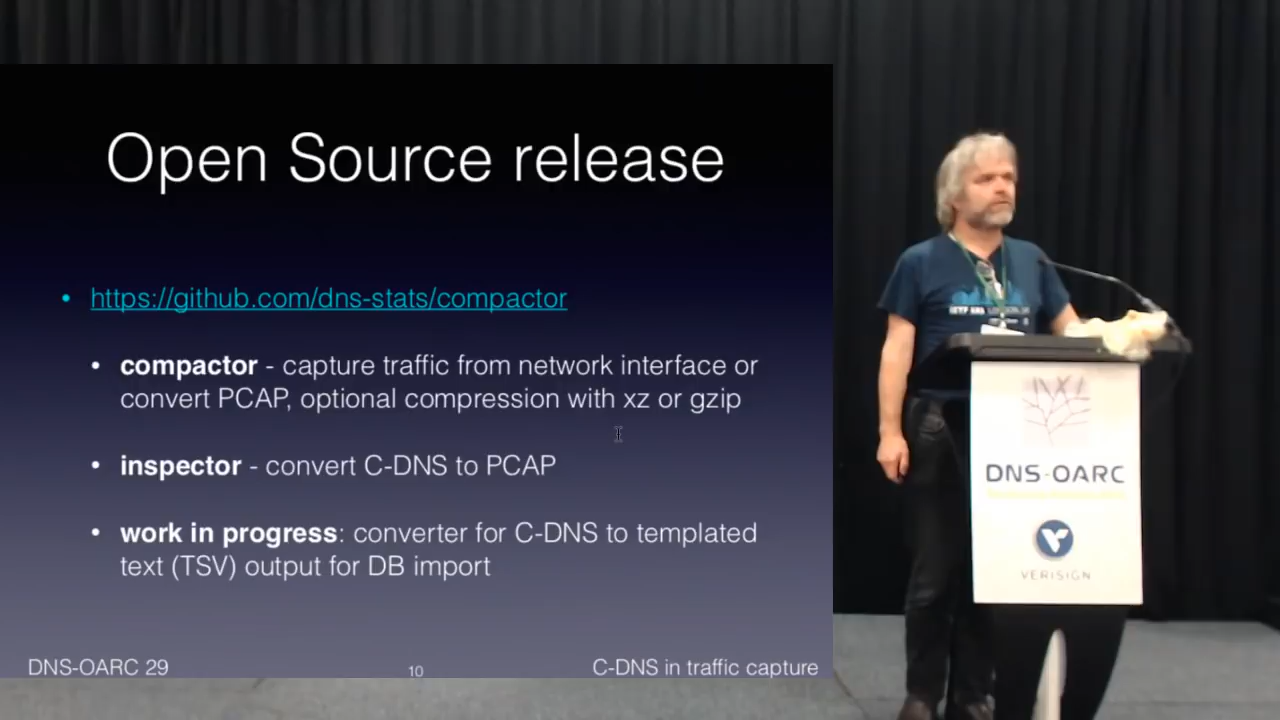 Open Source release
• https://github.com/dns-stats/compactor
• compactor - capture traffic from network interface or
convert PCAP, optional compression with xz or gzip
• inspector - convert C-DNS to PCAP
• work in progress: converter for C-DNS to templated
text (TSV) output for DB import
DNS-OARC 29
10
C-DNS in traffic capture
DNS-OARC
VERISIGN